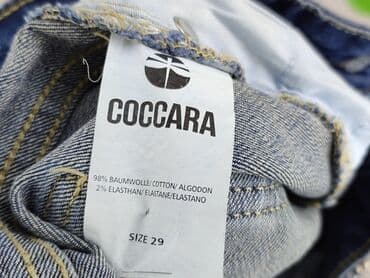 COCCARA
98% BAUMWOLLE/COTTON/ALGODON
2% ELASTHAN/ELASTANE/ELASTANO
SIZE 29